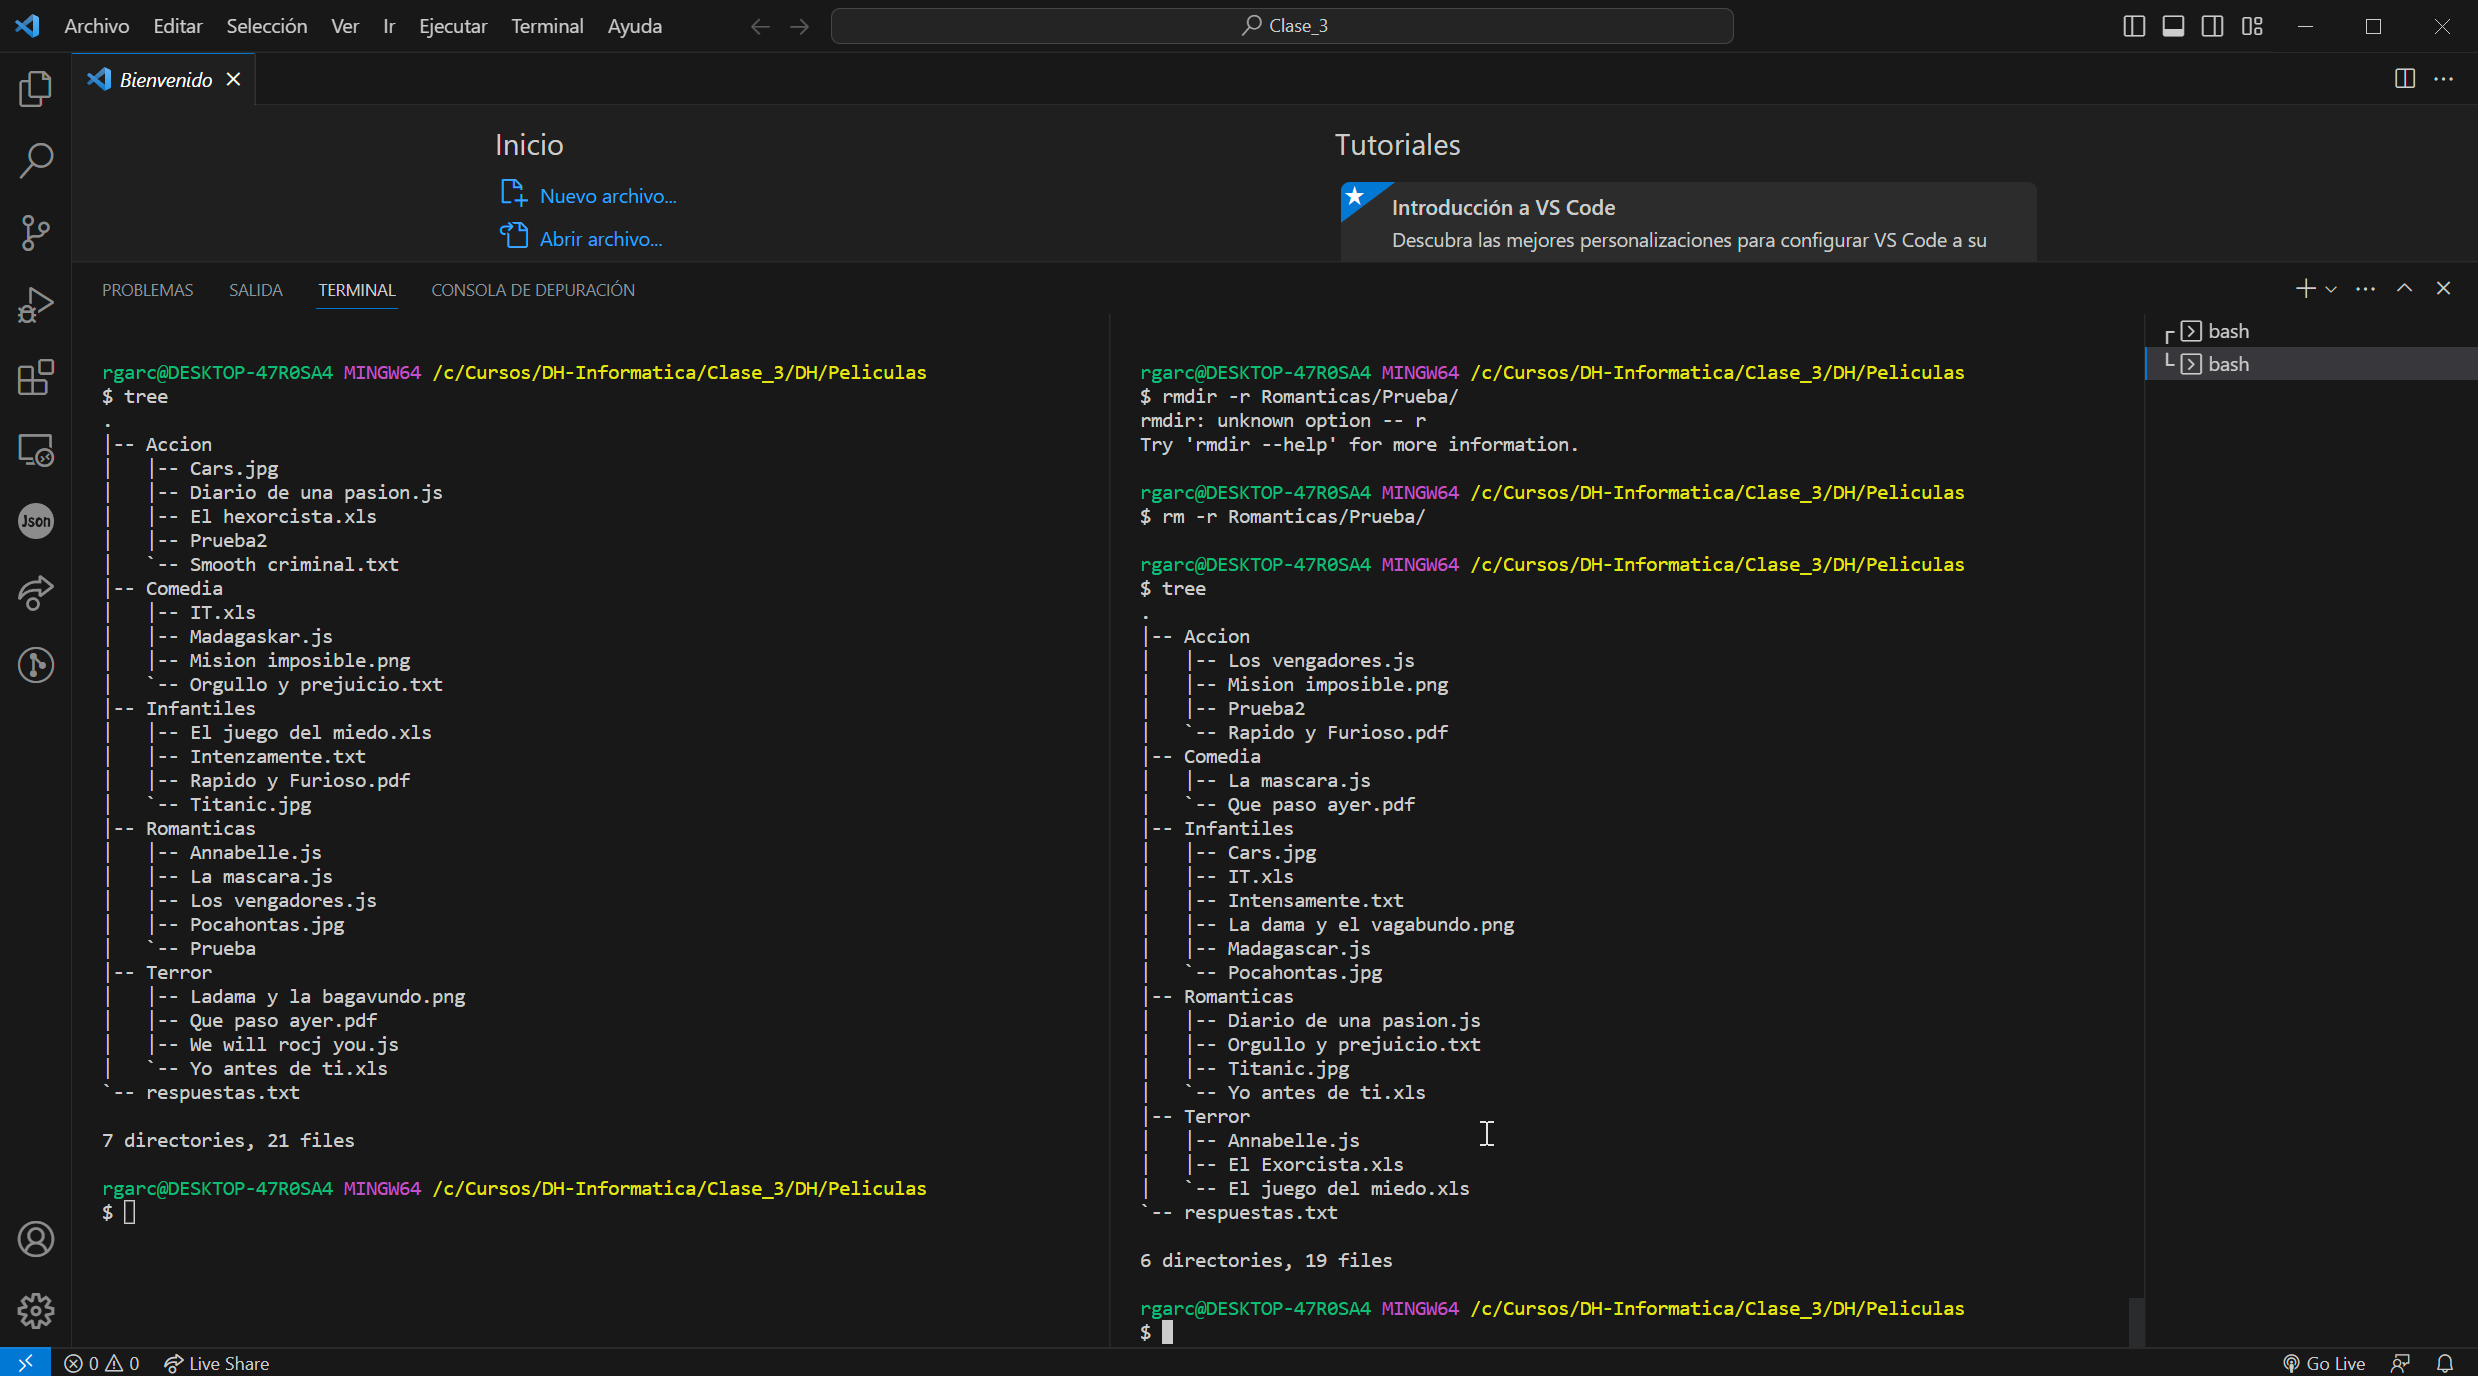 Archivo Editar Selección Ver Ir Ejecutar Terminal Ayuda
Clase_3
Bienvenido
Inicio
Nuevo archivo...
Abrir archivo...
Tutoriales
Introducción a VS Code
Descubra las mejores personalizaciones para configurar VS Code a su
PROBLEMAS SALIDA TERMINAL CONSOLA DE DEPURACIÓN
rgarc@DESKTOP-47R0SA4 MINGW64 /c/Cursos/DH-Informatica/Clase_3/DH/Peliculas
$ tree
.
|-- Accion
|   |-- Cars.jpg
|   |-- Diario de una pasion.js
|   |-- El hexorcista.xls
|   |-- Prueba2
|   `-- Smooth criminal.txt
|-- Comedia
|   |-- IT.xls
|   |-- Madagaskar.js
|   |-- Mision imposible.png
|   `-- Orgullo y prejuicio.txt
|-- Infantiles
|   |-- El juego del miedo.xls
|   |-- Intenzamente.txt
|   |-- Rapido y Furioso.pdf
|   `-- Titanic.jpg
|-- Romanticas
|   |-- Annabelle.js
|   |-- La mascara.js
|   |-- Los vengadores.js
|   |-- Pocahontas.jpg
|   `-- Prueba
|-- Terror
|   |-- Ladama y la bagavundo.png
|   |-- Que paso ayer.pdf
|   |-- We will rocj you.js
|   `-- Yo antes de ti.xls
`-- respuestas.txt
7 directories, 21 files
rgarc@DESKTOP-47R0SA4 MINGW64 /c/Cursos/DH-Informatica/Clase_3/DH/Peliculas
$
rgarc@DESKTOP-47R0SA4 MINGW64 /c/Cursos/DH-Informatica/Clase_3/DH/Peliculas
$ rmdir -r Romanticas/Prueba/
rmdir: unknown option -- r
Try 'rmdir --help' for more information.
rgarc@DESKTOP-47R0SA4 MINGW64 /c/Cursos/DH-Informatica/Clase_3/DH/Peliculas
$ rm -r Romanticas/Prueba/
rgarc@DESKTOP-47R0SA4 MINGW64 /c/Cursos/DH-Informatica/Clase_3/DH/Peliculas
$ tree
.
|-- Accion
|   |-- Los vengadores.js
|   |-- Mision imposible.png
|   |-- Prueba2
|   `-- Rapido y Furioso.pdf
|-- Comedia
|   |-- La mascara.js
|   `-- Que paso ayer.pdf
|-- Infantiles
|   |-- Cars.jpg
|   |-- IT.xls
|   |-- Intensamente.txt
|   |-- La dama y el vagabundo.png
|   |-- Madagascar.js
|   `-- Pocahontas.jpg
|-- Romanticas
|   |-- Diario de una pasion.js
|   |-- Orgullo y prejuicio.txt
|   |-- Titanic.jpg
|   `-- Yo antes de ti.xls
|-- Terror
|   |-- Annabelle.js
|   |-- El Exorcista.xls
|   `-- El juego del miedo.xls
`-- respuestas.txt
6 directories, 19 files
rgarc@DESKTOP-47R0SA4 MINGW64 /c/Cursos/DH-Informatica/Clase_3/DH/Peliculas
$
bash
bash
Json
0 0 Live Share
Go Live